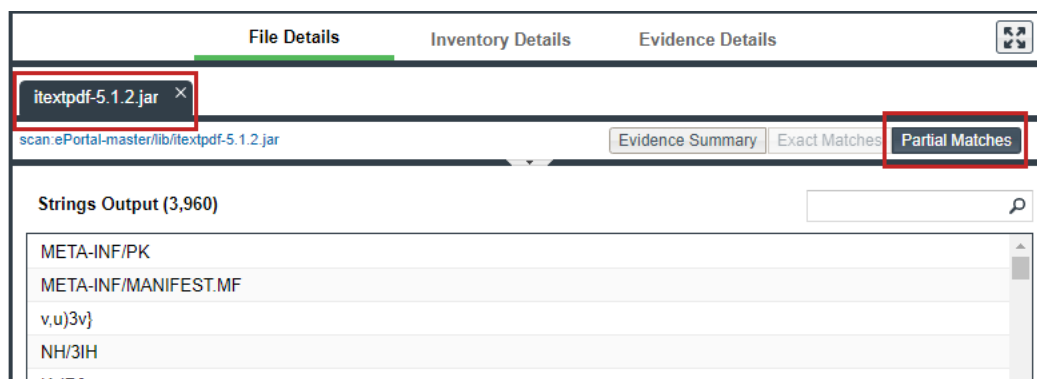 File Details Inventory Details Evidence Details
itextpdf-5.1.2.jar ×
scan:ePortal-master/lib/itextpdf-5.1.2.jar Evidence Summary Exact Matches Partial Matches
Strings Output (3,960)
META-INF/PK
META-INF/MANIFEST.MF
v,u)3v}
NH/3IH